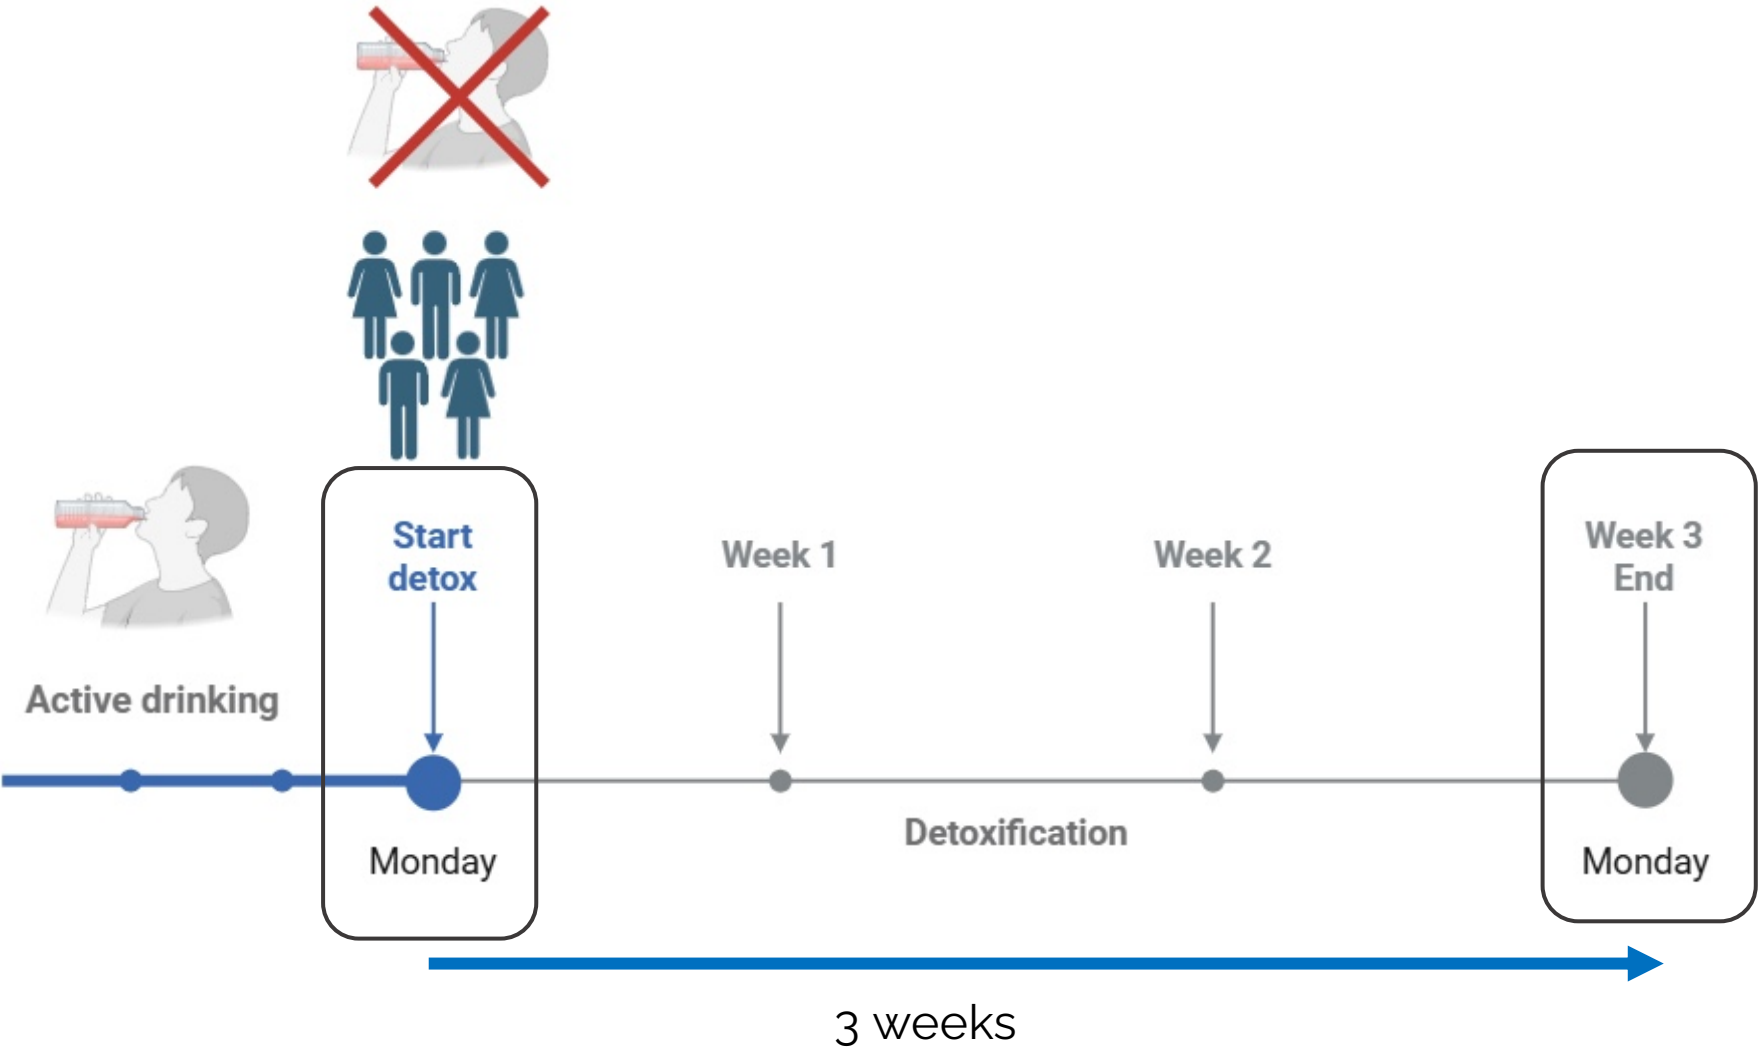 Start
detox
Week 1
Week 2
Week 3
End
Active drinking
Detoxification
Monday
Monday
3 weeks